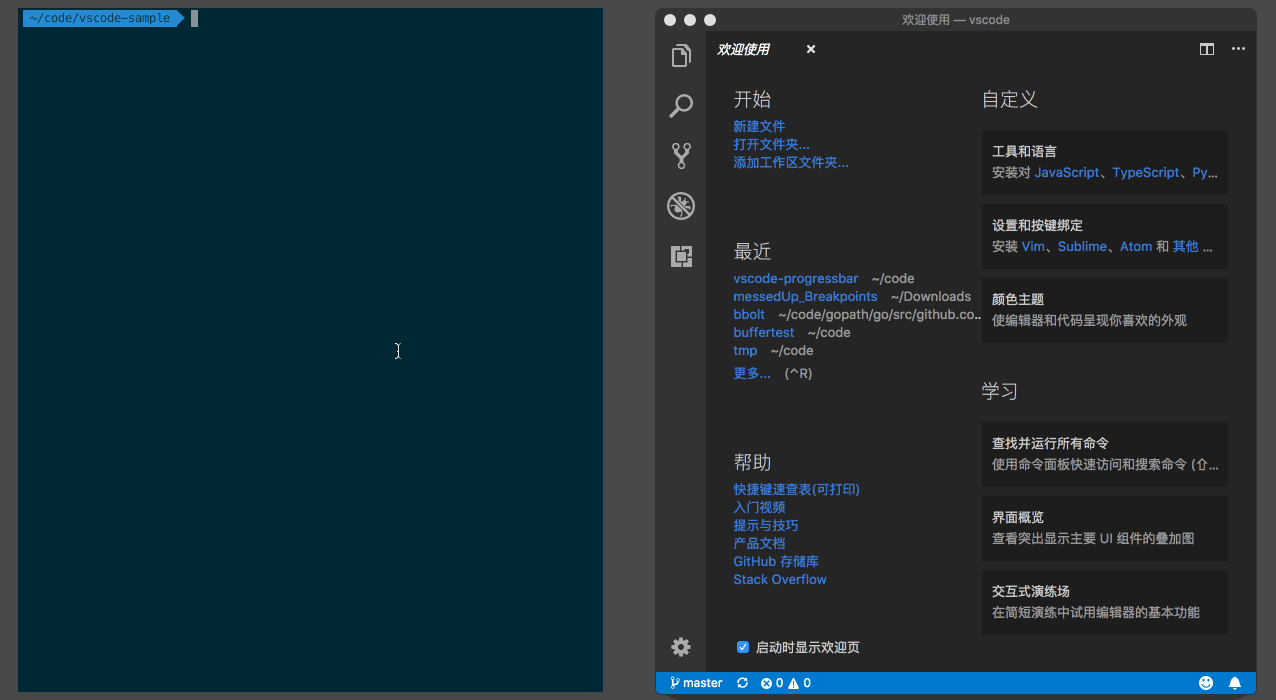 ~/code/vscode-sample
欢迎使用 — vscode
欢迎使用
开始
新建文件
打开文件夹...
添加工作区文件夹...
最近
vscode-progressbar ~/code
messedUp_Breakpoints ~/Downloads
bbolt ~/code/gopath/go/src/github.co...
buffertest ~/code
tmp ~/code
更多... (^R)
帮助
快捷键速查表(可打印)
入门视频
提示与技巧
产品文档
GitHub 存储库
Stack Overflow
启动时显示欢迎页
自定义
工具和语言
安装对 JavaScript、TypeScript、Py...
设置和按键绑定
安装 Vim、Sublime、Atom 和 其他 ...
颜色主题
使编辑器和代码呈现你喜欢的外观
学习
查找并运行所有命令
使用命令面板快速访问和搜索命令 (⇧...
界面概览
查看突出显示主要 UI 组件的叠加图
交互式演练场
在简短演练中试用编辑器的基本功能
master 0 0